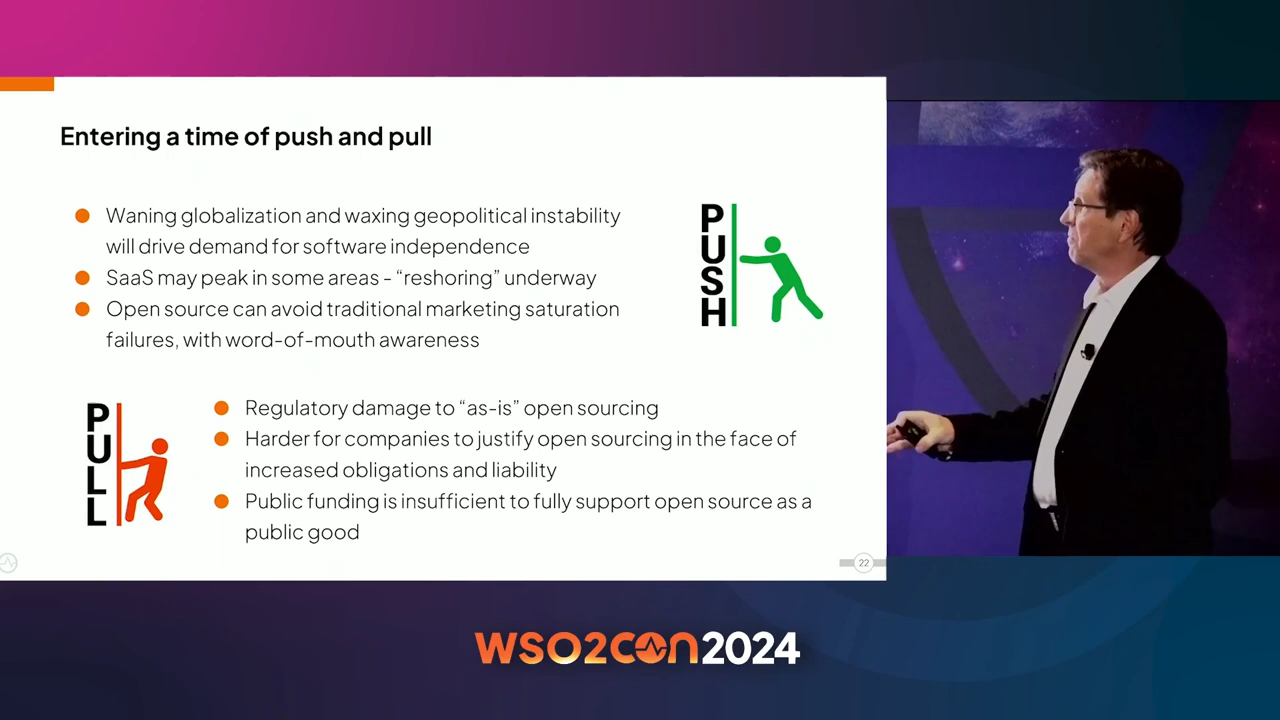 Entering a time of push and pull
Waning globalization and waxing geopolitical instability
will drive demand for software independence
SaaS may peak in some areas - “reshoring” underway
Open source can avoid traditional marketing saturation
failures, with word-of-mouth awareness
PUSH
PULL
Regulatory damage to “as-is” open sourcing
Harder for companies to justify open sourcing in the face of
increased obligations and liability
Public funding is insufficient to fully support open source as a
public good
22
WSO2CON 2024